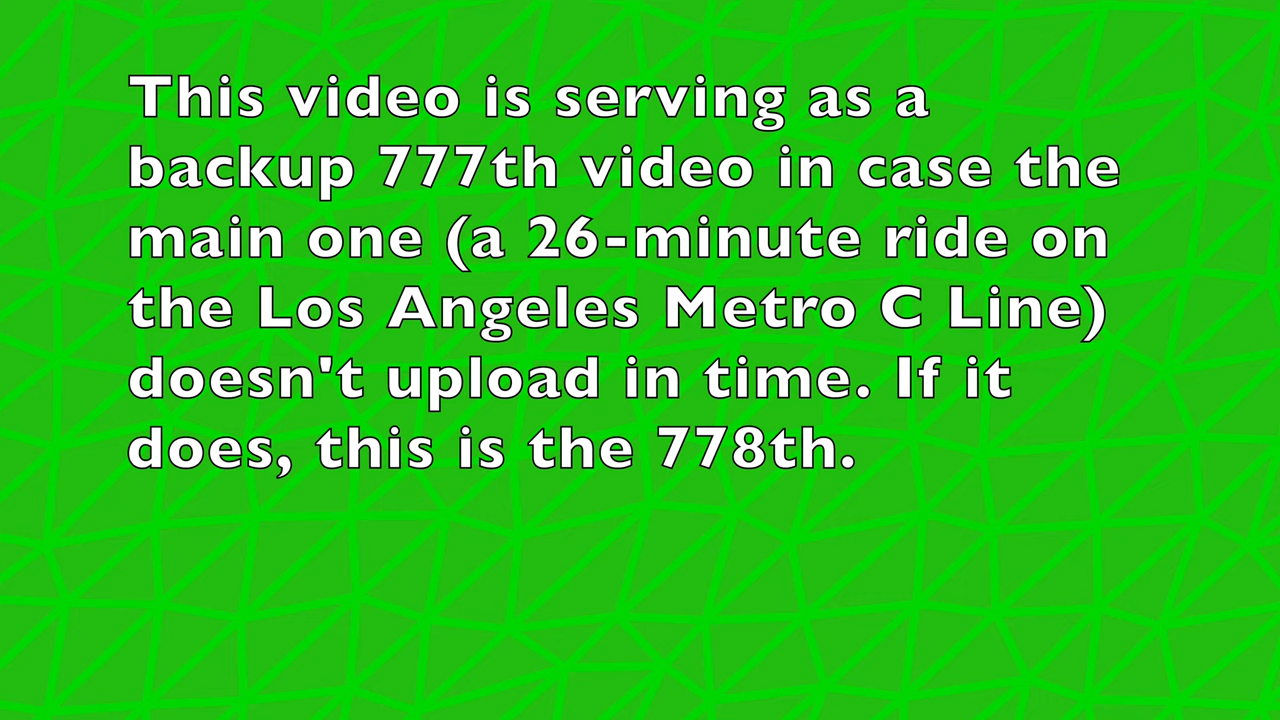 This video is serving as a
backup 777th video in case the
main one (a 26-minute ride on
the Los Angeles Metro C Line)
doesn't upload in time. If it
does, this is the 778th.